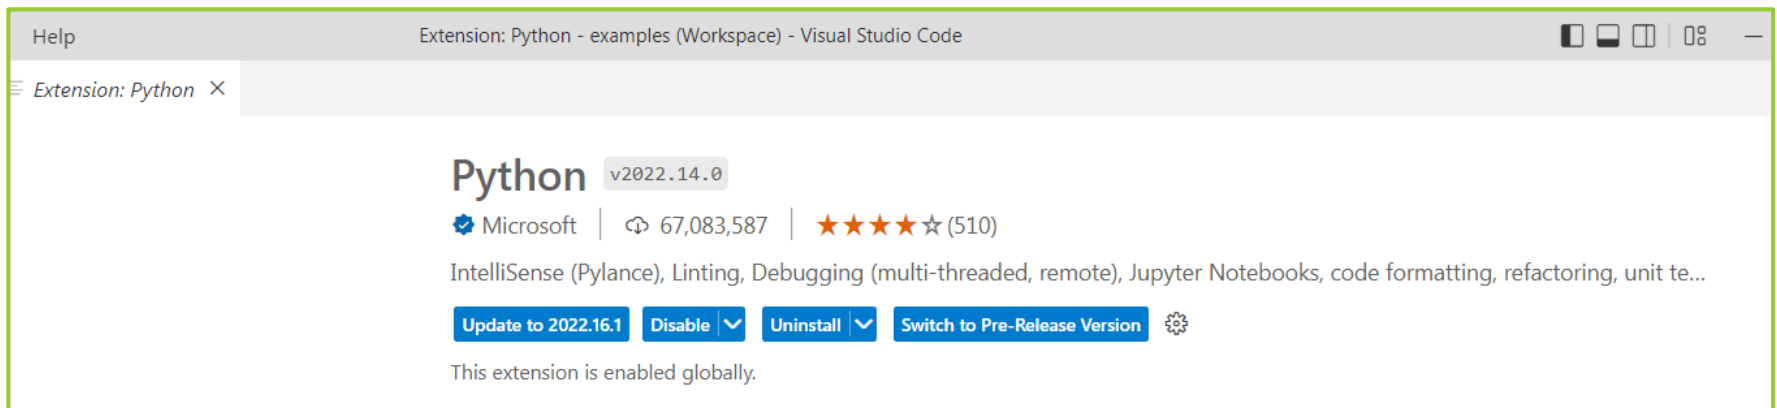 Help
Extension: Python - examples (Workspace) - Visual Studio Code
Extension: Python
Python v2022.14.0
Microsoft 67,083,587 (510)
IntelliSense (Pylance), Linting, Debugging (multi-threaded, remote), Jupyter Notebooks, code formatting, refactoring, unit te...
Update to 2022.16.1 Disable Uninstall Switch to Pre-Release Version
This extension is enabled globally.